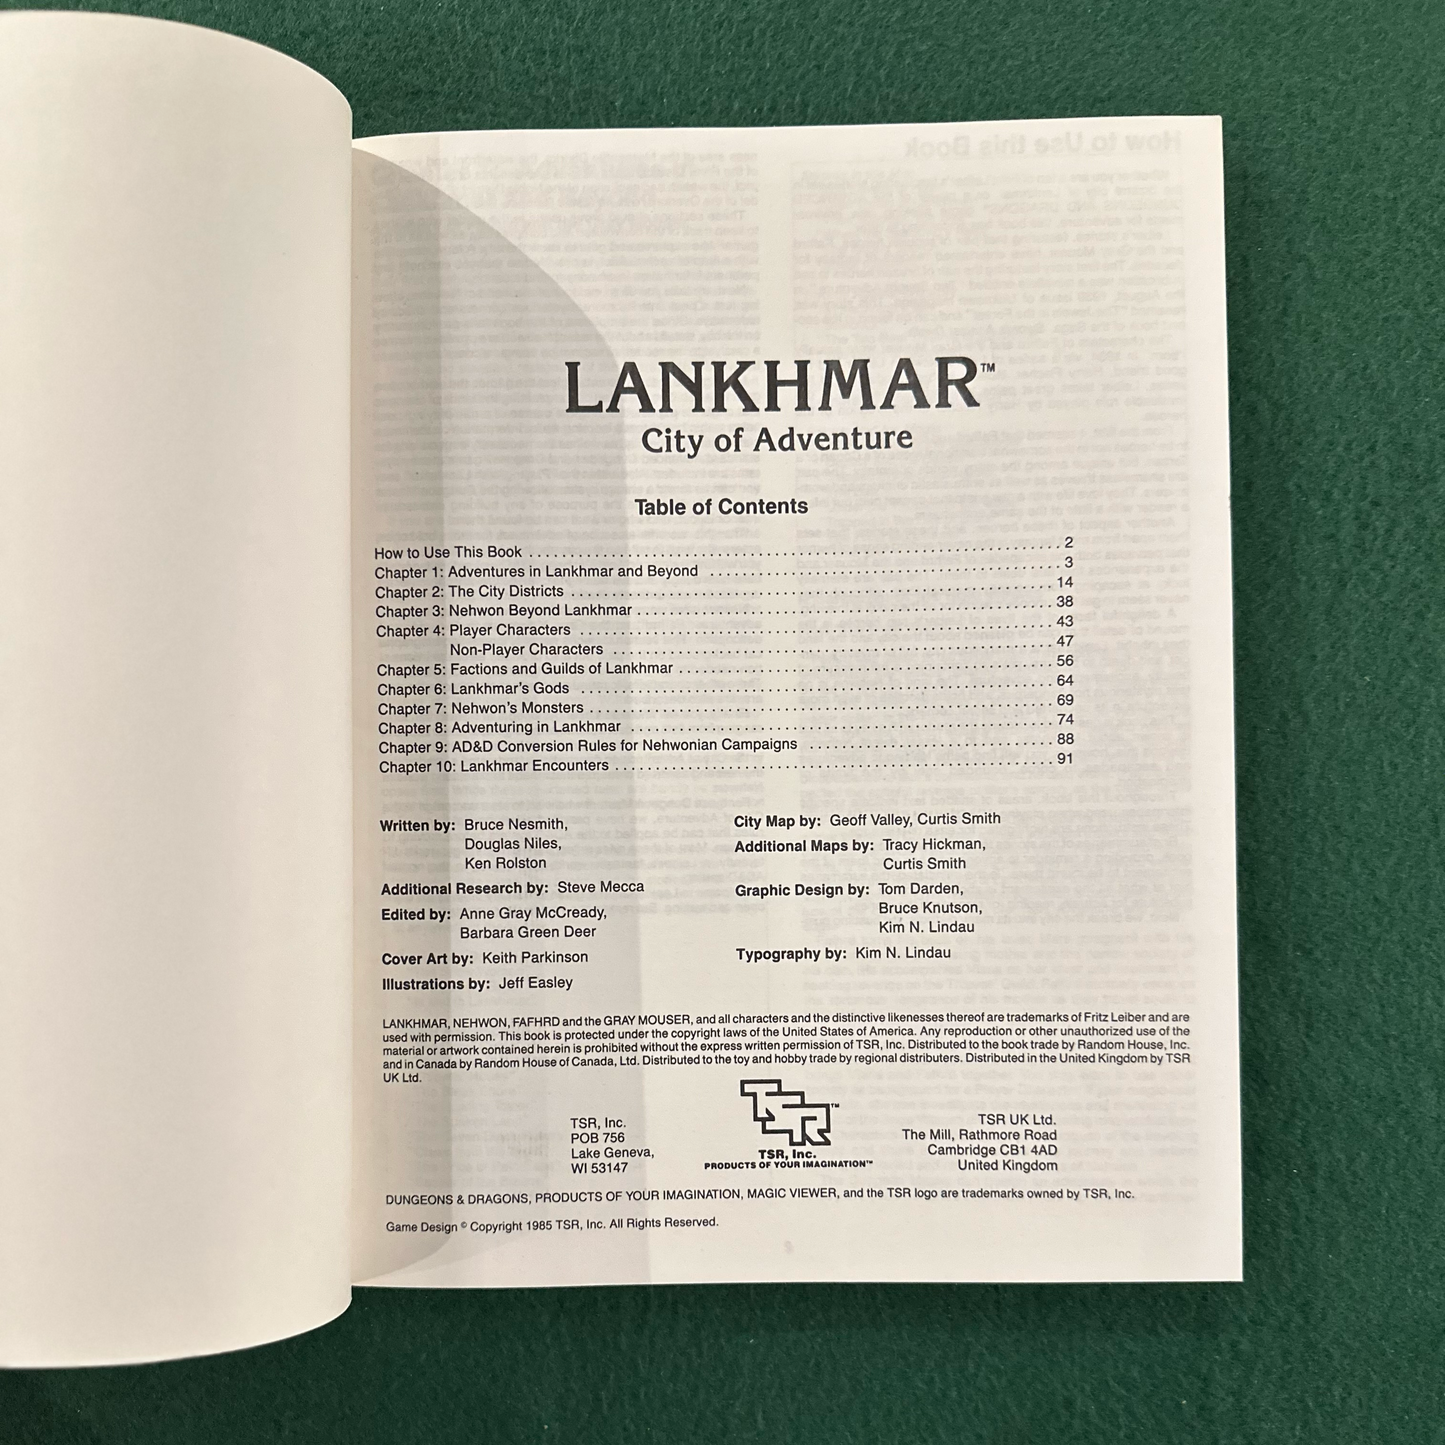 LANKHMAR™
City of Adventure
Table of Contents
How to Use This Book . . . . . . . . . . 2
Chapter 1: Adventures in Lankhmar and Beyond . . . . . . . . . . 3
Chapter 2: The City Districts . . . . . . . . . . 14
Chapter 3: Nehwon Beyond Lankhmar . . . . . . . . . . 38
Chapter 4: Player Characters . . . . . . . . . . 43
Non-Player Characters . . . . . . . . . . 47
Chapter 5: Factions and Guilds of Lankhmar . . . . . . . . . . 56
Chapter 6: Lankhmar's Gods . . . . . . . . . . 64
Chapter 7: Nehwon's Monsters . . . . . . . . . . 69
Chapter 8: Adventuring in Lankhmar . . . . . . . . . . 74
Chapter 9: AD&D Conversion Rules for Nehwonian Campaigns . . . . . . . . . . 88
Chapter 10: Lankhmar Encounters . . . . . . . . . . 91
Written by: Bruce Nesmith,
Douglas Niles,
Ken Rolston
Additional Research by: Steve Mecca
Edited by: Anne Gray McCready,
Barbara Green Deer
Cover Art by: Keith Parkinson
Illustrations by: Jeff Easley
City Map by: Geoff Valley, Curtis Smith
Additional Maps by: Tracy Hickman,
Curtis Smith
Graphic Design by: Tom Darden,
Bruce Knutson,
Kim N. Lindau
Typography by: Kim N. Lindau
LANKHMAR, NEHWON, FAFHRD and the GRAY MOUSER, and all characters and the distinctive likenesses thereof are trademarks of Fritz Leiber and are
used with permission. This book is protected under the copyright laws of the United States of America. Any reproduction or other unauthorized use of the
material or artwork contained herein is prohibited without the express written permission of TSR, Inc. Distributed to the book trade by Random House, Inc.
and in Canada by Random House of Canada, Ltd. Distributed to the toy and hobby trade by regional distributers. Distributed in the United Kingdom by TSR
UK Ltd.
TSR, Inc.
POB 756
Lake Geneva,
WI 53147
TSR™
TSR, Inc.
PRODUCTS OF YOUR IMAGINATION™
TSR UK Ltd.
The Mill, Rathmore Road
Cambridge CB1 4AD
United Kingdom
DUNGEONS & DRAGONS, PRODUCTS OF YOUR IMAGINATION, MAGIC VIEWER, and the TSR logo are trademarks owned by TSR, Inc.
Game Design © Copyright 1985 TSR, Inc. All Rights Reserved.
How to Use this Book